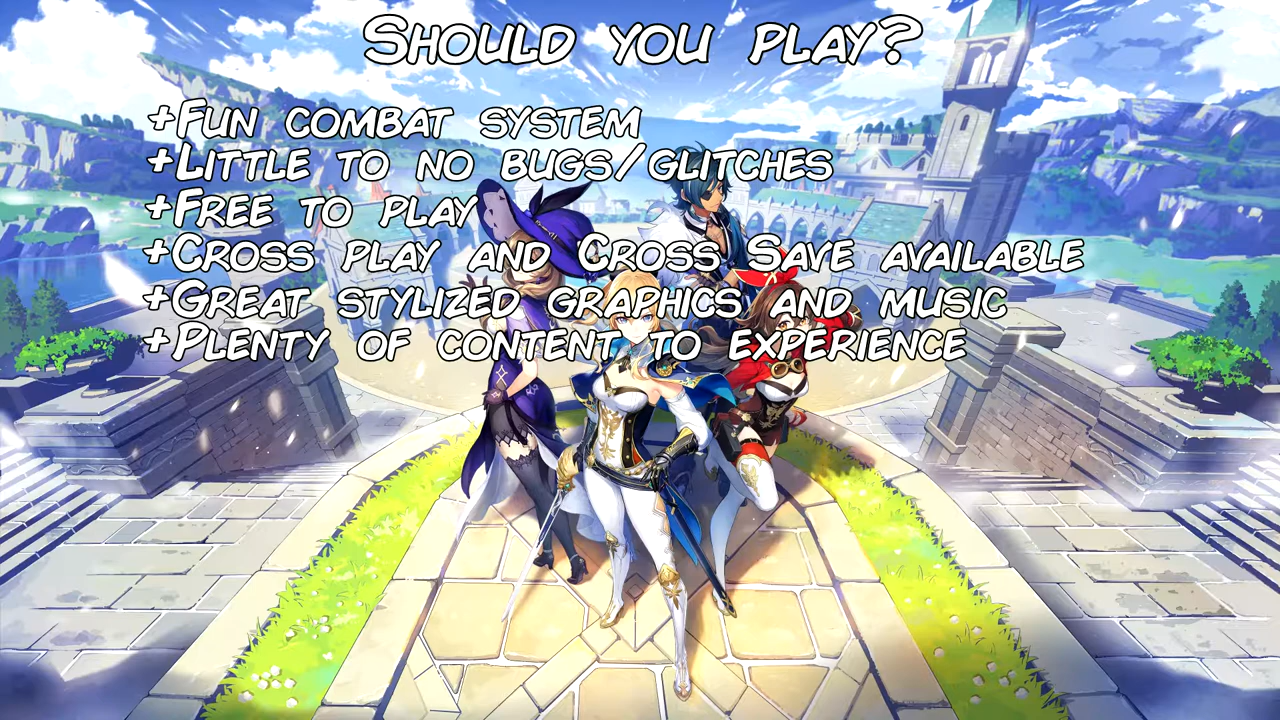 Should you play?
+Fun combat system
+Little to no bugs/glitches
+Free to play
+Cross play and Cross Save available
+Great stylized graphics and music
+Plenty of content to experience